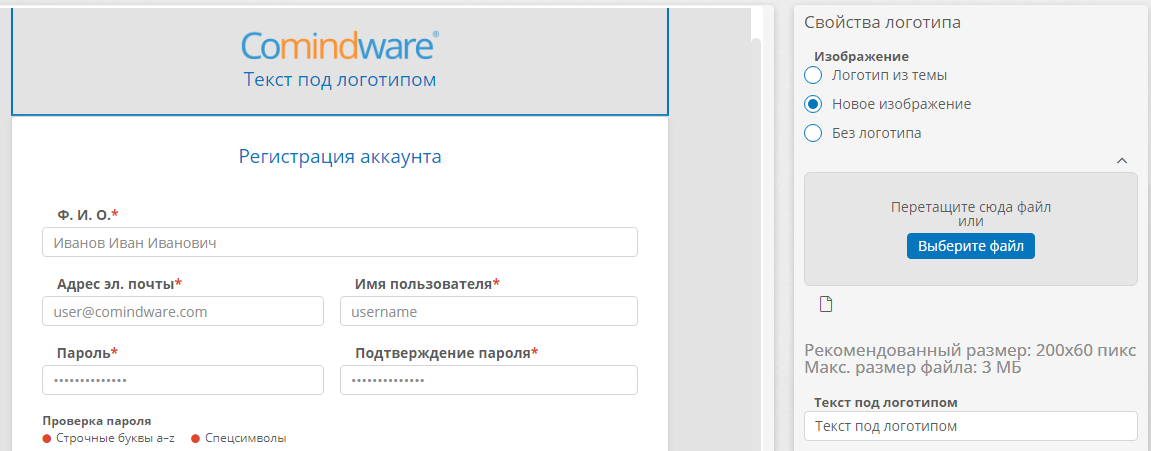 Comindware®
Текст под логотипом
Регистрация аккаунта
Ф. И. О.*
Иванов Иван Иванович
Адрес эл. почты*
Имя пользователя*
user@comindware.com
username
Пароль*
Подтверждение пароля*
••••••••••••••
••••••••••••••
Проверка пароля
Строчные буквы a–z
Спецсимволы
Свойства логотипа
Изображение
Логотип из темы
Новое изображение
Без логотипа
Перетащите сюда файл
или
Выберите файл
Рекомендованный размер: 200x60 пикс
Макс. размер файла: 3 МБ
Текст под логотипом
Текст под логотипом